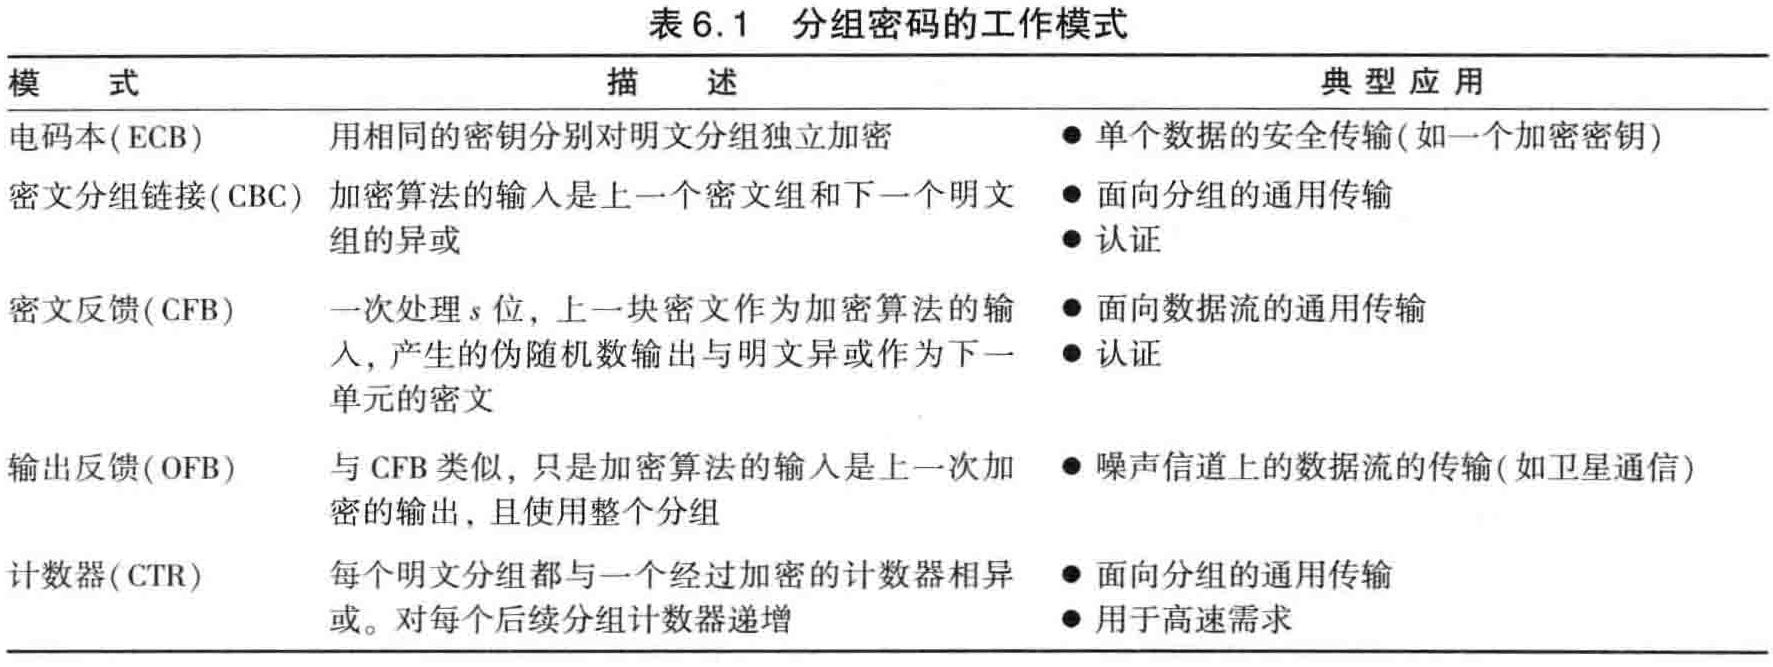 表6.1 分组密码的工作模式
模 式 描 述 典型应用
电码本(ECB) 用相同的密钥分别对明文分组独立加密 ● 单个数据的安全传输(如一个加密密钥)
密文分组链接(CBC) 加密算法的输入是上一个密文组和下一个明文 ● 面向分组的通用传输
组的异或 ● 认证
密文反馈(CFB) 一次处理 s 位，上一块密文作为加密算法的输 ● 面向数据流的通用传输
入，产生的伪随机数输出与明文异或作为下一 ● 认证
单元的密文
输出反馈(OFB) 与 CFB 类似，只是加密算法的输入是上一次加 ● 噪声信道上的数据流的传输(如卫星通信)
密的输出，且使用整个分组
计数器(CTR) 每个明文分组都与一个经过加密的计数器相异 ● 面向分组的通用传输
或。对每个后续分组计数器递增 ● 用于高速需求